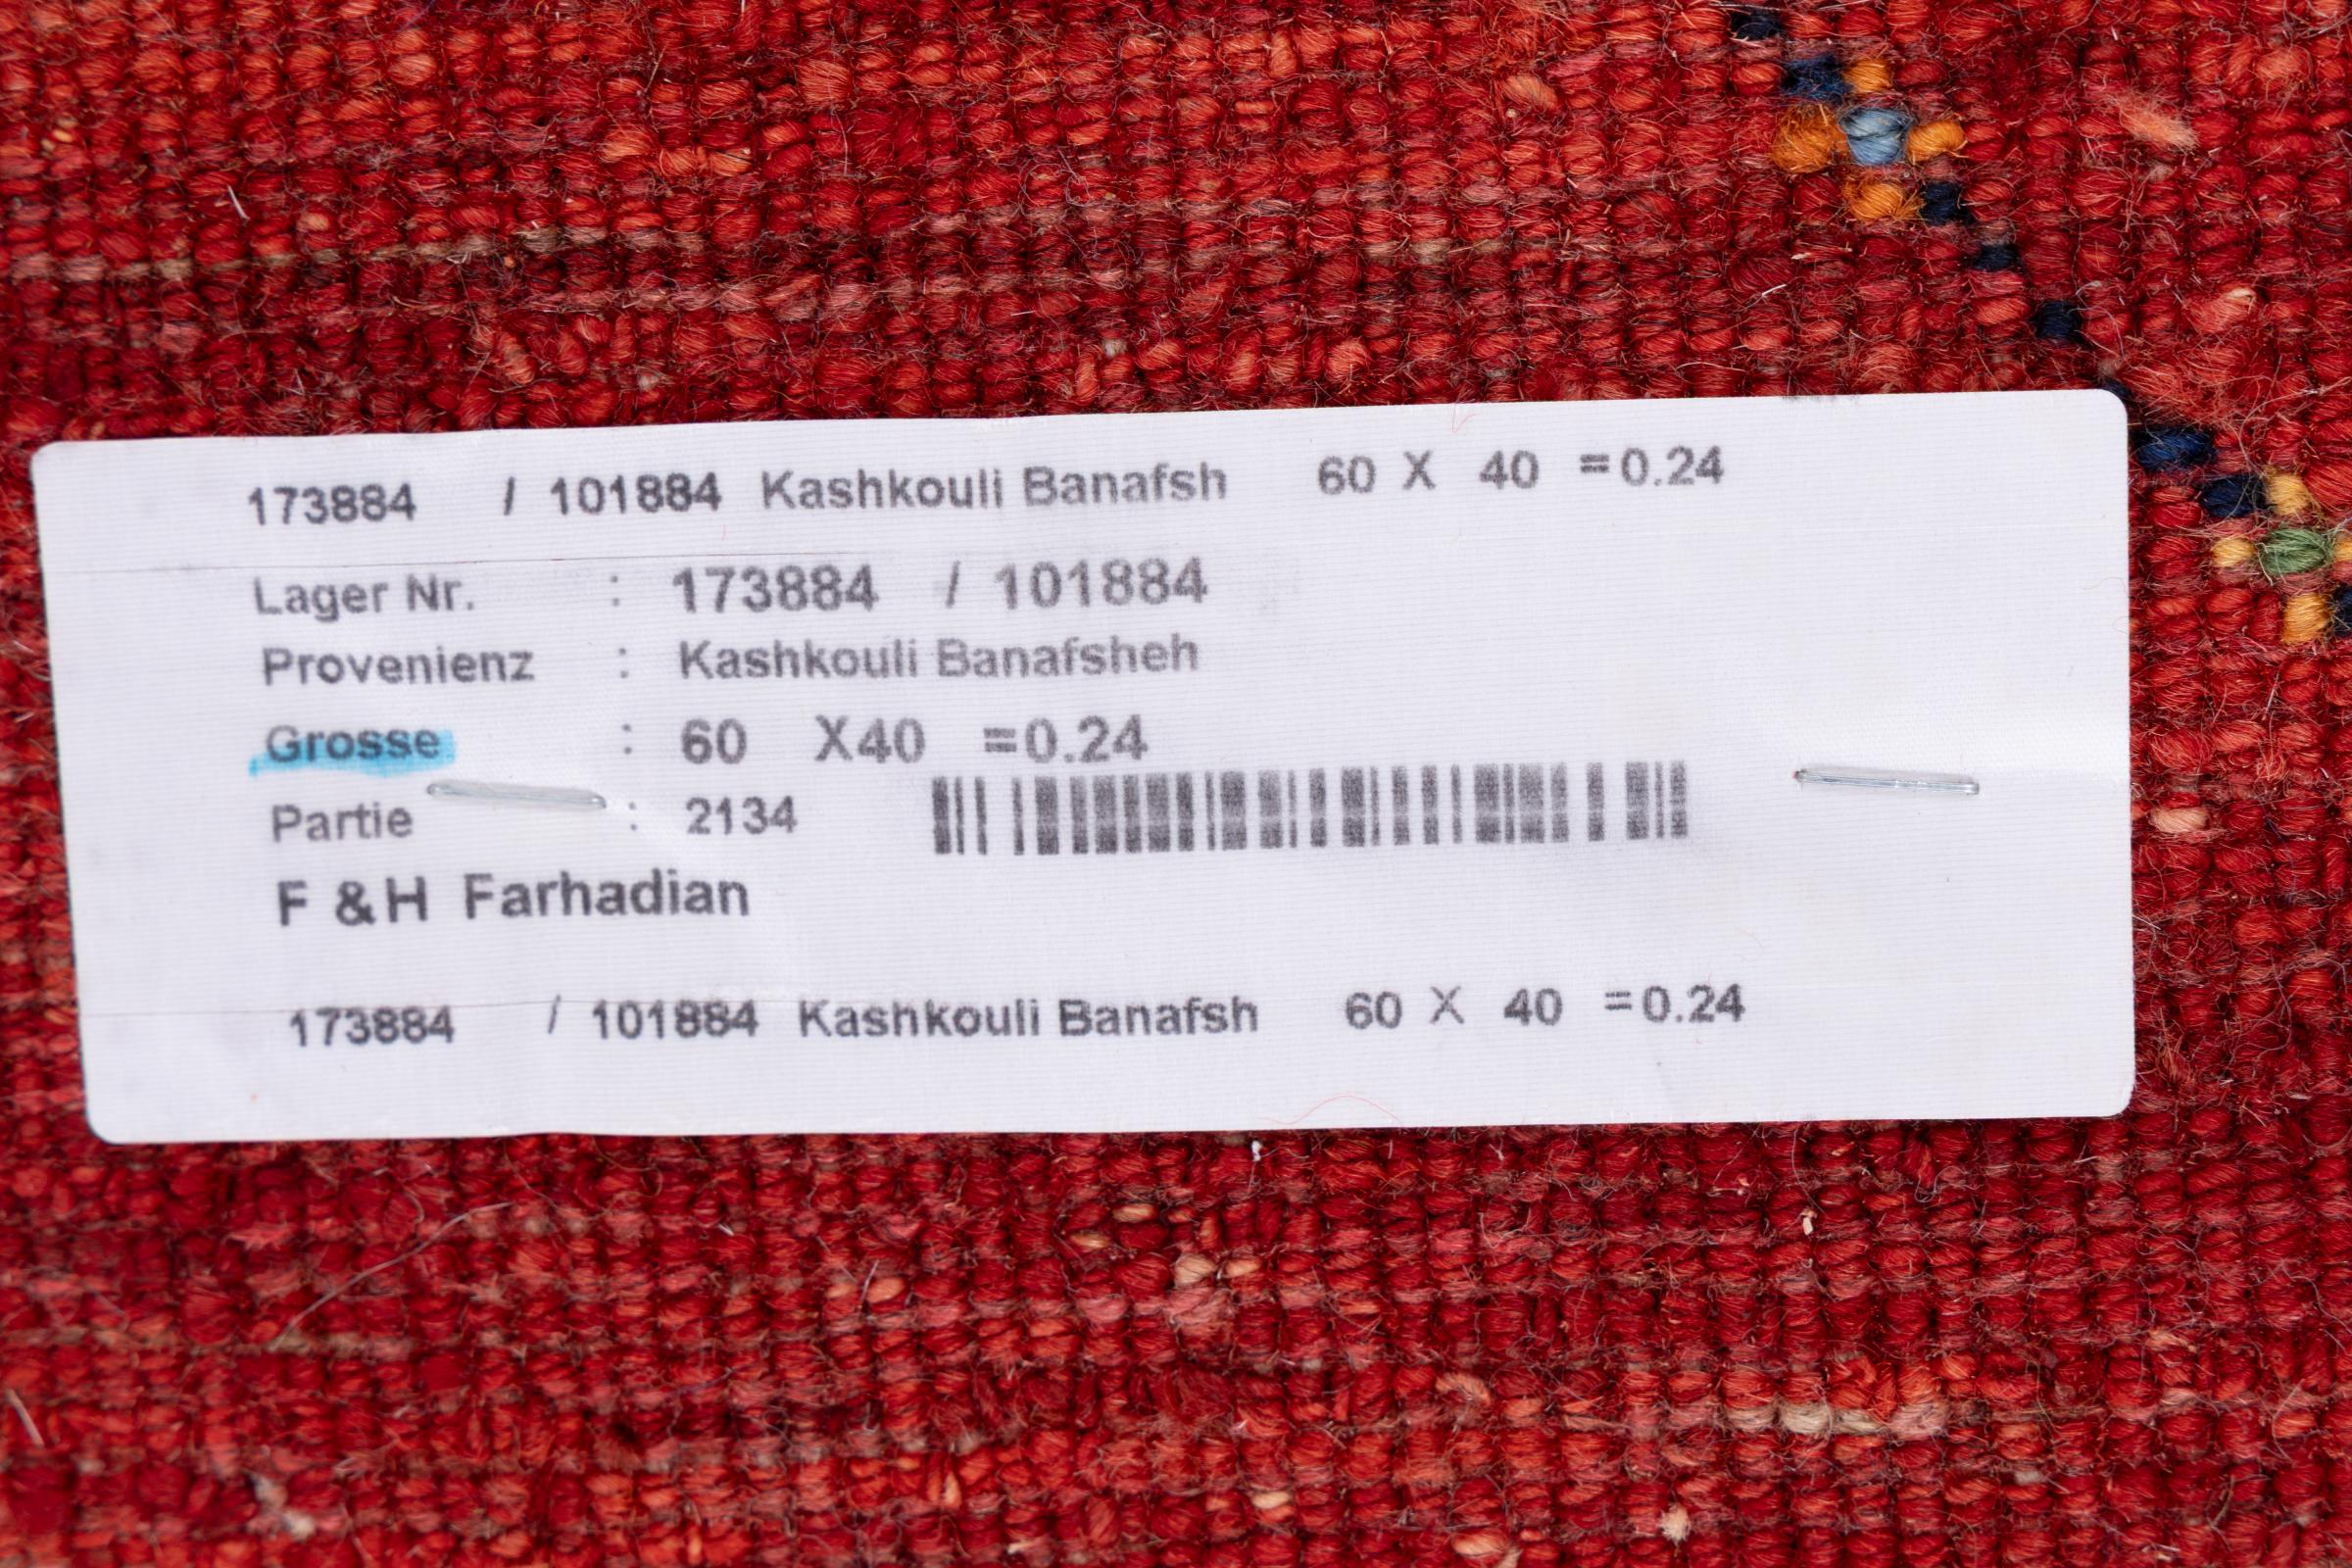 173884 / 101884 Kashkouli Banafsh 60 X 40 =0.24
Lager Nr. : 173884 / 101884
Provenienz : Kashkouli Banafsheh
Grosse : 60 X40 =0.24
Partie : 2134
F & H Farhadian
173884 / 101884 Kashkouli Banafsh 60 X 40 =0.24